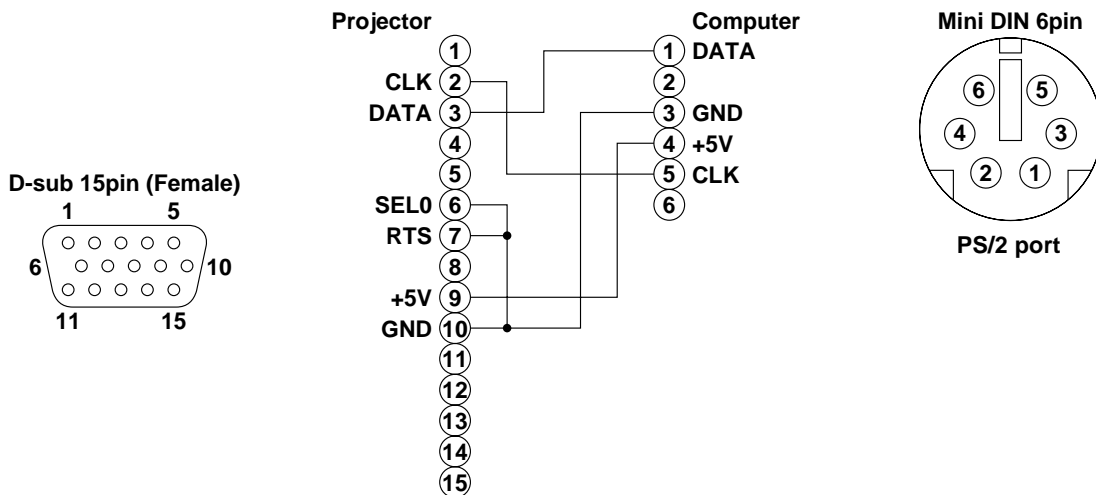 Projector
1
CLK 2
DATA 3
4
5
SEL0 6
RTS 7
8
+5V 9
GND 10
11
12
13
14
15
Computer
1 DATA
2
3 GND
4 +5V
5 CLK
6
Mini DIN 6pin
6 5
4 3
2 1
PS/2 port
D-sub 15pin (Female)
1 5
6 10
11 15